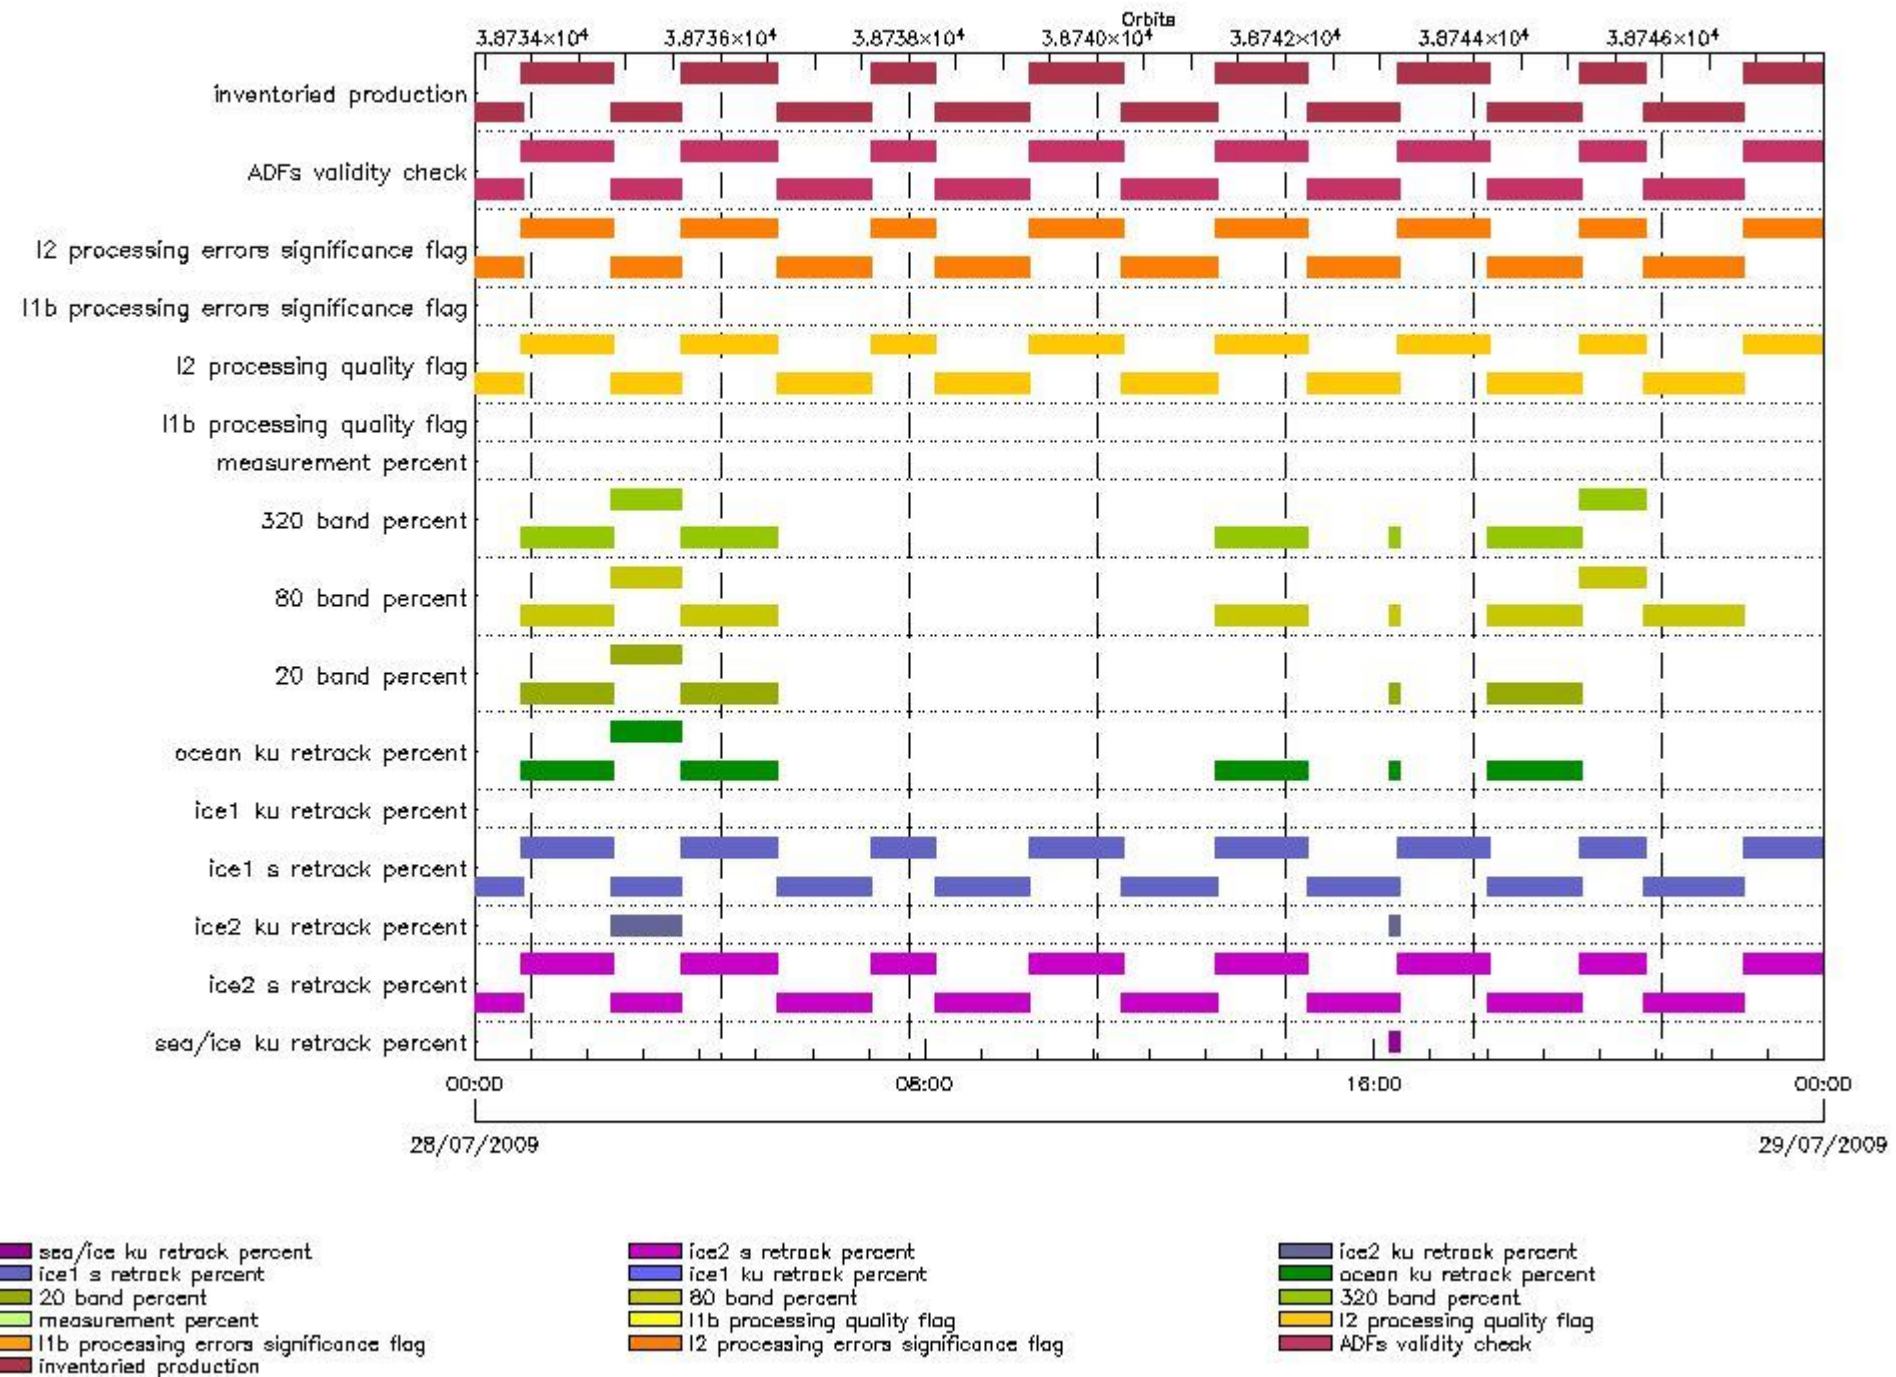 Orbits
3.8734×10⁴ 3.8736×10⁴ 3.8738×10⁴ 3.8740×10⁴ 3.8742×10⁴ 3.8744×10⁴ 3.8746×10⁴
inventoried production
ADFs validity check
l2 processing errors significance flag
l1b processing errors significance flag
l2 processing quality flag
l1b processing quality flag
measurement percent
320 band percent
80 band percent
20 band percent
ocean ku retrack percent
ice1 ku retrack percent
ice1 s retrack percent
ice2 ku retrack percent
ice2 s retrack percent
sea/ice ku retrack percent
00:00 08:00 16:00 00:00
28/07/2009 29/07/2009
sea/ice ku retrack percent ice2 s retrack percent ice2 ku retrack percent
ice1 s retrack percent ice1 ku retrack percent ocean ku retrack percent
20 band percent 80 band percent 320 band percent
measurement percent l1b processing quality flag l2 processing quality flag
l1b processing errors significance flag l2 processing errors significance flag ADFs validity check
inventoried production